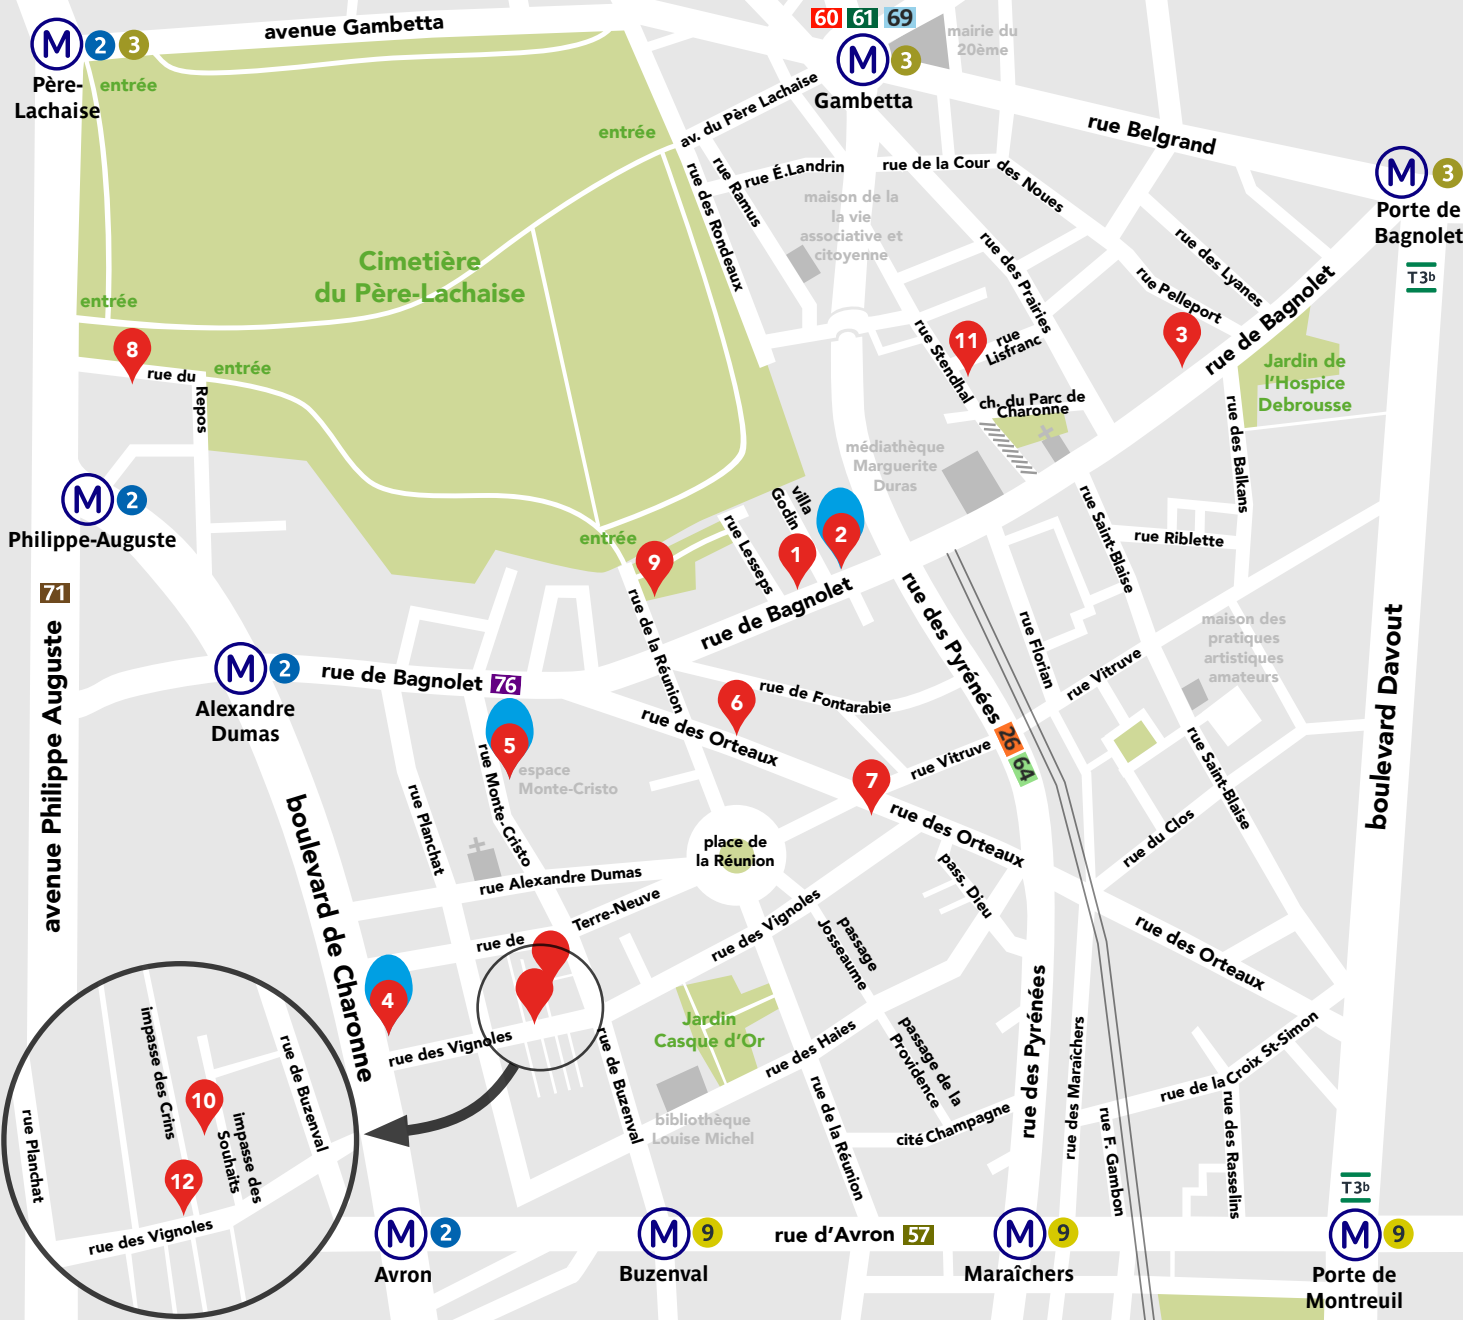 60 61 69
avenue Gambetta
mairie du
20ème
M 2 3
Père-
Lachaise
entrée
M 3
Gambetta
av. du Père Lachaise
entrée
rue Belgrand
M 3
Porte de
Bagnolet
T3b
rue des Rondeaux
rue Ramus
rue É.Landrin
rue de la Cour des Noues
maison de la
la vie
associative et
citoyenne
Cimetière
du Père-Lachaise
entrée
rue des Prairies
rue des Lyanes
rue Pelleport
rue de Bagnolet
8
rue du
Repos
entrée
rue Stendhal
11
rue
Lisfranc
3
Jardin de
l'Hospice
Debrousse
ch. du Parc de
Charonne
rue des Balkans
médiathèque
Marguerite
Duras
M 2
Philippe-Auguste
villa
Godin
rue Lesseps
1
2
entrée
9
rue Saint-Blaise
rue Riblette
71
avenue Philippe Auguste
rue de Bagnolet
rue de la Réunion
rue des Pyrénées
26
64
rue Florian
rue Vitruve
maison des
pratiques
artistiques
amateurs
boulevard Davout
M 2
Alexandre
Dumas
rue de Bagnolet 76
6
rue de Fontarabie
rue des Orteaux
5
espace
Monte-Cristo
rue Monte-Cristo
rue Planchat
7
rue Vitruve
rue des Orteaux
rue Saint-Blaise
rue du Clos
boulevard de Charonne
place de
la Réunion
rue Alexandre Dumas
rue de Terre-Neuve
pass. Dieu
rue des Vignoles
passage
Josseaume
rue des Orteaux
4
rue des Vignoles
rue de Buzenval
Jardin
Casque d'Or
rue des Haies
bibliothèque
Louise Michel
passage de la
Providence
rue de la Réunion
cité Champagne
rue des Pyrénées
rue des Maraîchers
rue F. Gambon
rue de la Croix St-Simon
rue des Rasselins
impasse des Crins
rue de Buzenval
10
impasse des
Souhaits
rue Planchat
12
rue des Vignoles
M 2
Avron
M 9
Buzenval
rue d'Avron 57
M 9
Maraîchers
T3b
M 9
Porte de
Montreuil